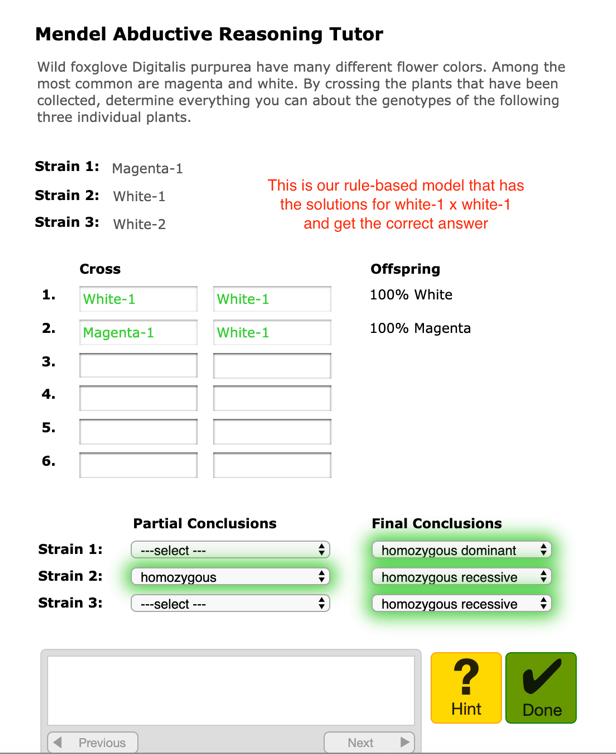 Mendel Abductive Reasoning Tutor
Wild foxglove Digitalis purpurea have many different flower colors. Among the
most common are magenta and white. By crossing the plants that have been
collected, determine everything you can about the genotypes of the following
three individual plants.
Strain 1: Magenta-1
Strain 2: White-1
Strain 3: White-2
This is our rule-based model that has
the solutions for white-1 x white-1
and get the correct answer
Cross Offspring
1. White-1 White-1 100% White
2. Magenta-1 White-1 100% Magenta
3.
4.
5.
6.
Partial Conclusions Final Conclusions
Strain 1: ---select --- homozygous dominant
Strain 2: homozygous homozygous recessive
Strain 3: ---select --- homozygous recessive
? Hint
Done
Previous Next